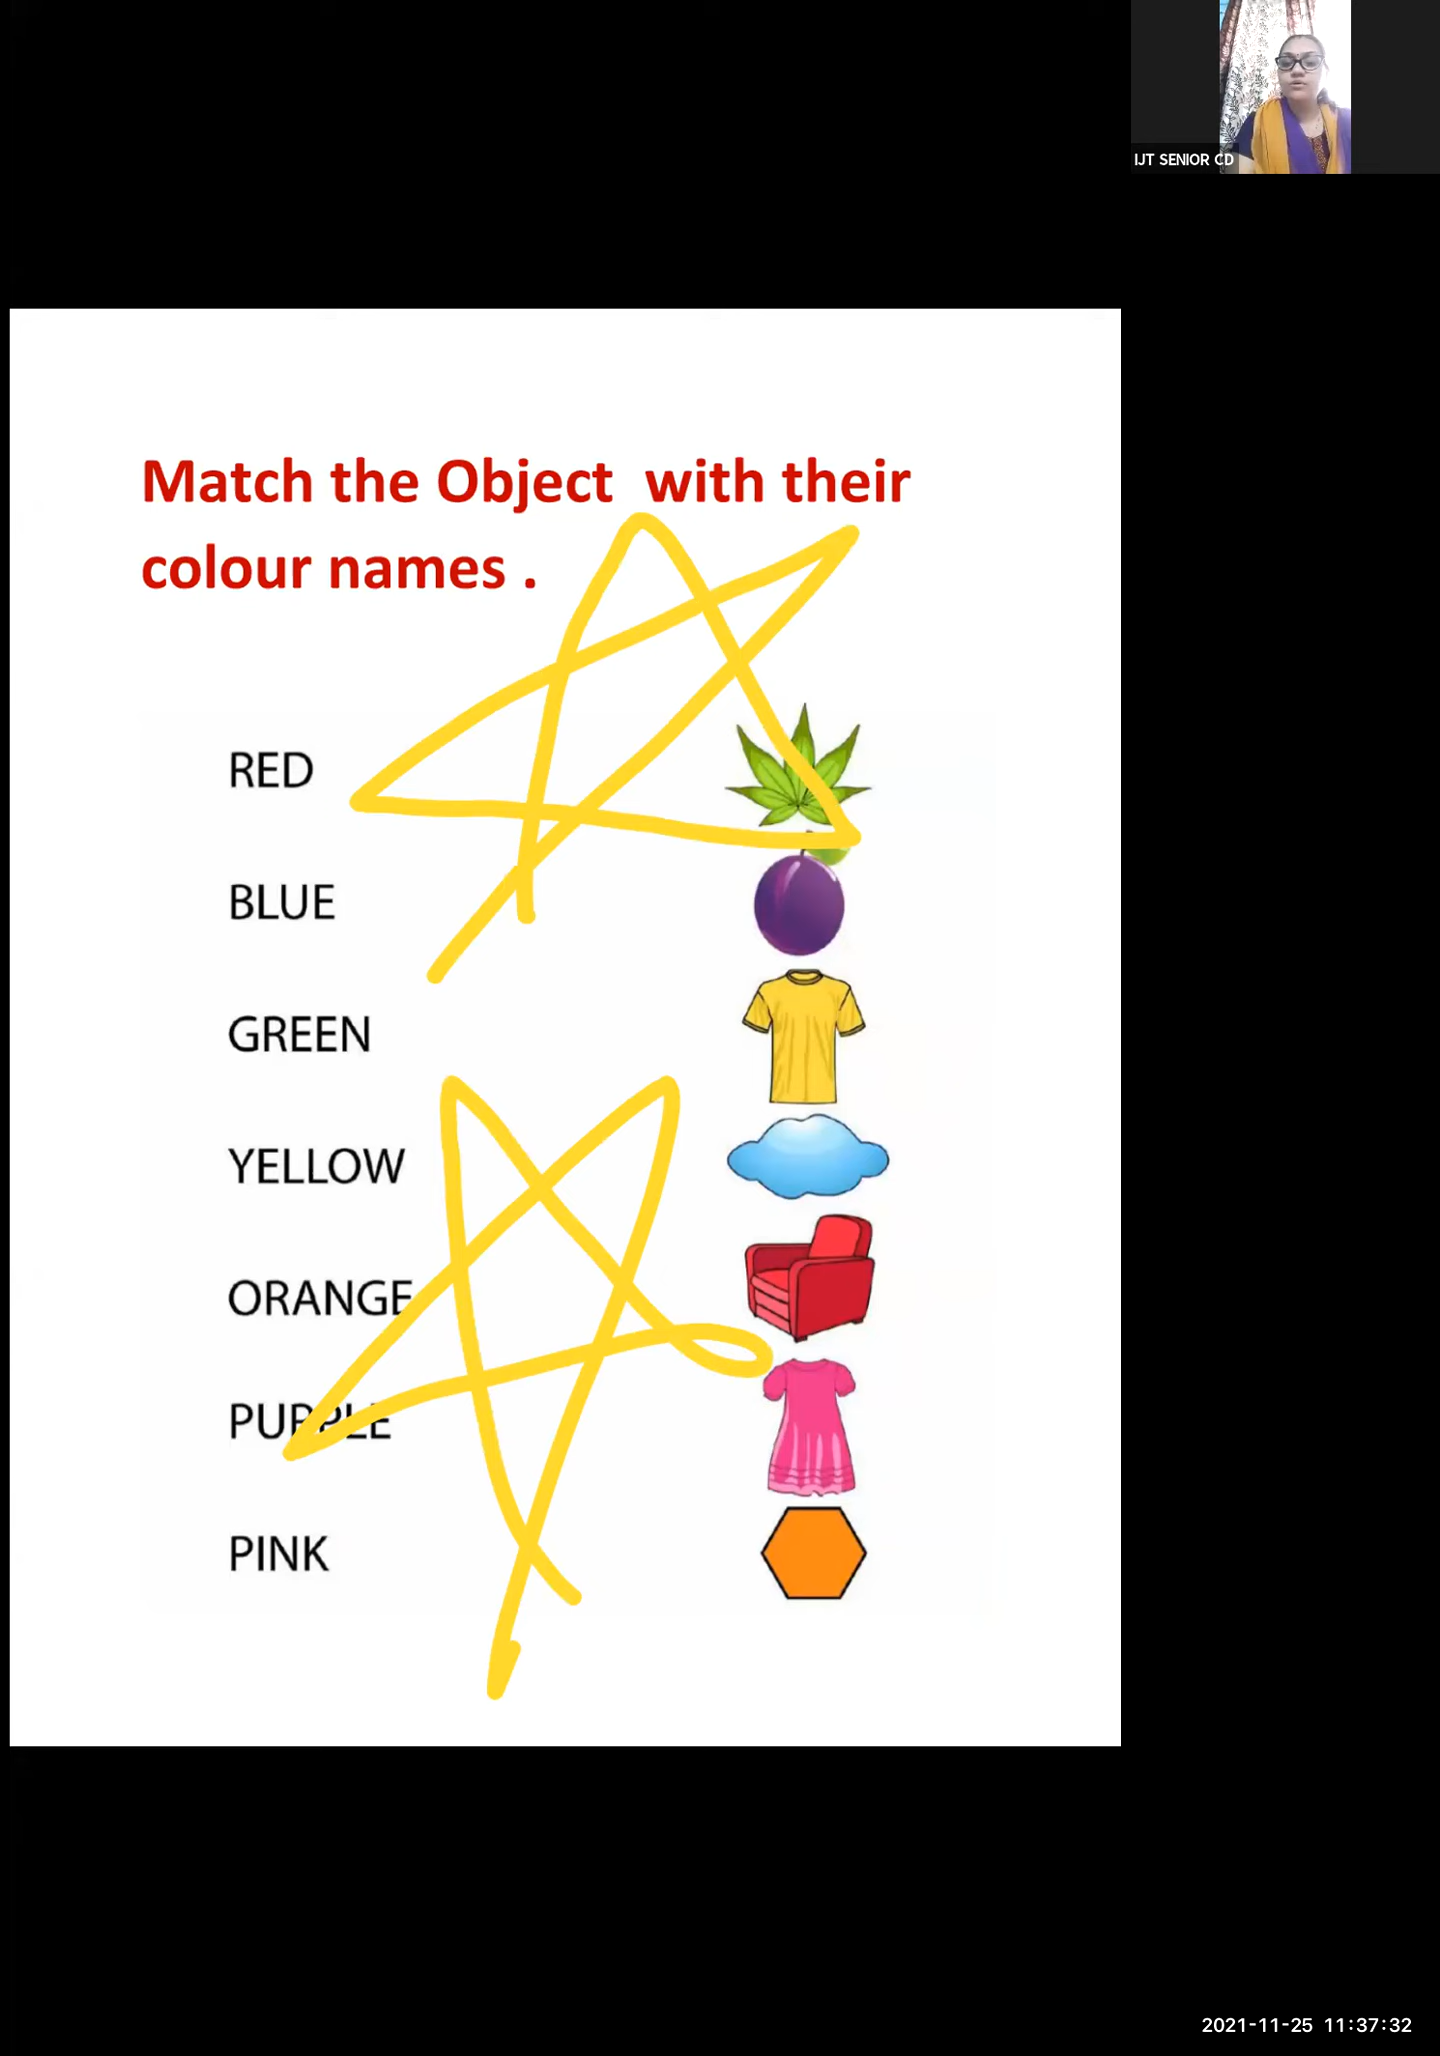 IJT SENIOR CD
Match the Object with their
colour names .
RED
BLUE
GREEN
YELLOW
ORANGE
PURPLE
PINK
2021-11-25 11:37:32